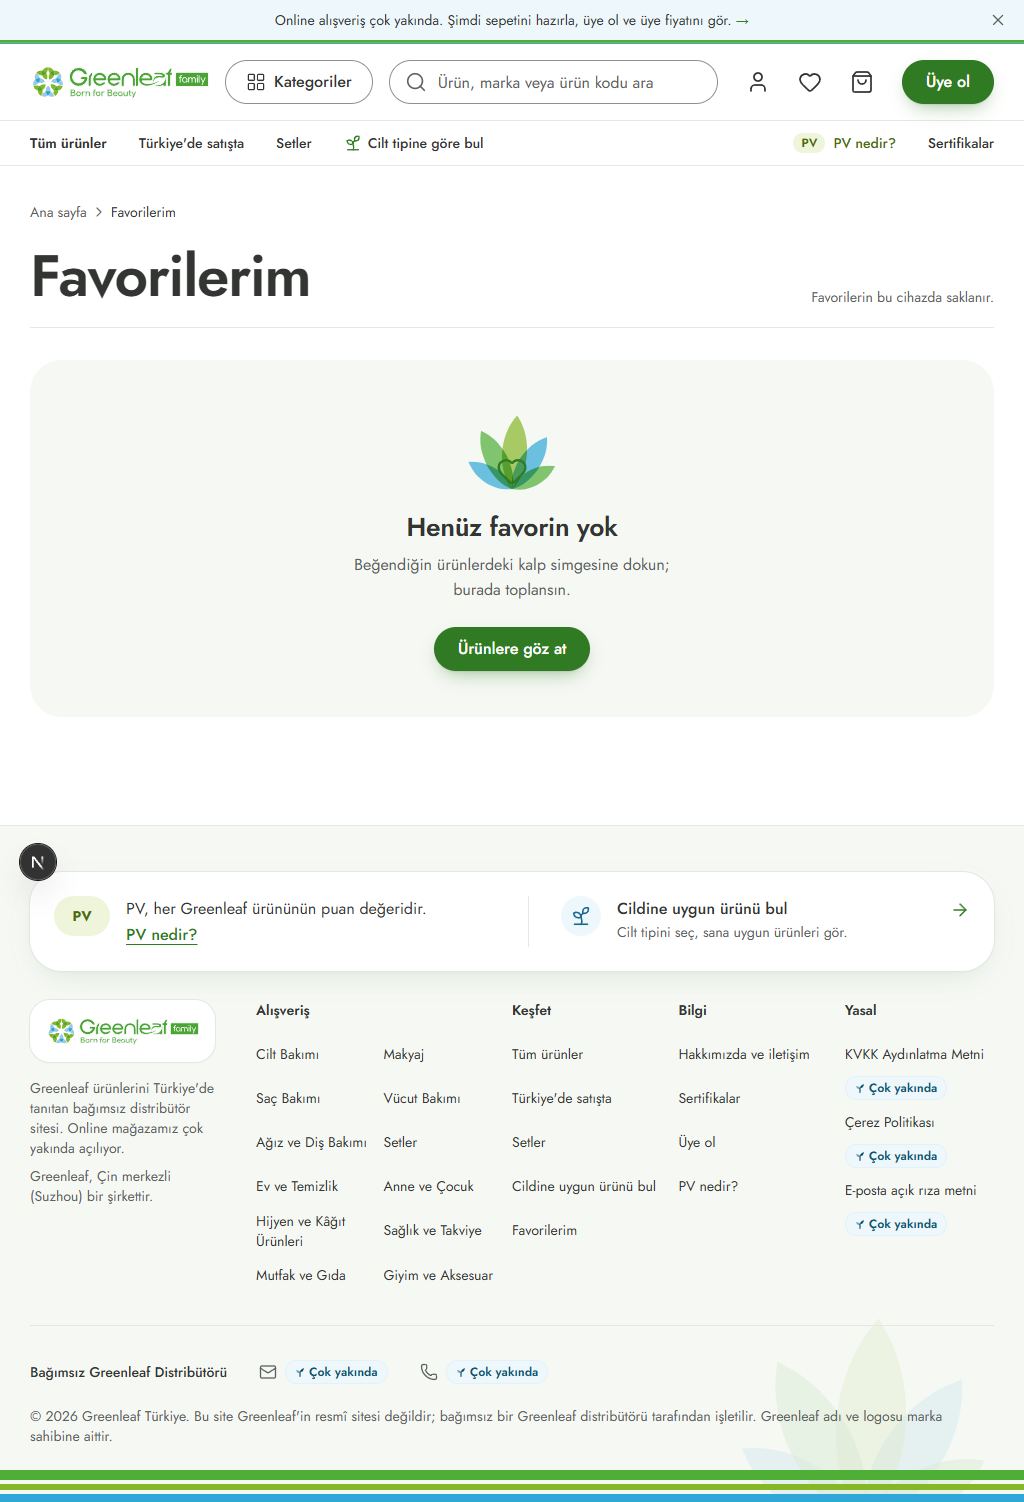 Online alışveriş çok yakında. Şimdi sepetini hazırla, üye ol ve üye fiyatını gör. →
Greenleaf family
Born for Beauty
Kategoriler
Ürün, marka veya ürün kodu ara
Üye ol
Tüm ürünler
Türkiye'de satışta
Setler
Cilt tipine göre bul
PV
PV nedir?
Sertifikalar
Ana sayfa > Favorilerim
Favorilerim
Favorilerin bu cihazda saklanır.
Henüz favorin yok
Beğendiğin ürünlerdeki kalp simgesine dokun;
burada toplansın.
Ürünlere göz at
N
PV
PV, her Greenleaf ürününün puan değeridir.
PV nedir?
Cildine uygun ürünü bul
Cilt tipini seç, sana uygun ürünleri gör.
Greenleaf family
Born for Beauty
Greenleaf ürünlerini Türkiye'de
tanıtan bağımsız distribütör
sitesi. Online mağazamız çok
yakında açılıyor.
Greenleaf, Çin merkezli
(Suzhou) bir şirkettir.
Alışveriş
Cilt Bakımı
Makyaj
Saç Bakımı
Vücut Bakımı
Ağız ve Diş Bakımı
Setler
Ev ve Temizlik
Anne ve Çocuk
Hijyen ve Kâğıt
Ürünleri
Sağlık ve Takviye
Mutfak ve Gıda
Giyim ve Aksesuar
Keşfet
Tüm ürünler
Türkiye'de satışta
Setler
Cildine uygun ürünü bul
Favorilerim
Bilgi
Hakkımızda ve iletişim
Sertifikalar
Üye ol
PV nedir?
Yasal
KVKK Aydınlatma Metni
Çok yakında
Çerez Politikası
Çok yakında
E-posta açık rıza metni
Çok yakında
Bağımsız Greenleaf Distribütörü
Çok yakında
Çok yakında
© 2026 Greenleaf Türkiye. Bu site Greenleaf'in resmî sitesi değildir; bağımsız bir Greenleaf distribütörü tarafından işletilir. Greenleaf adı ve logosu marka
sahibine aittir.